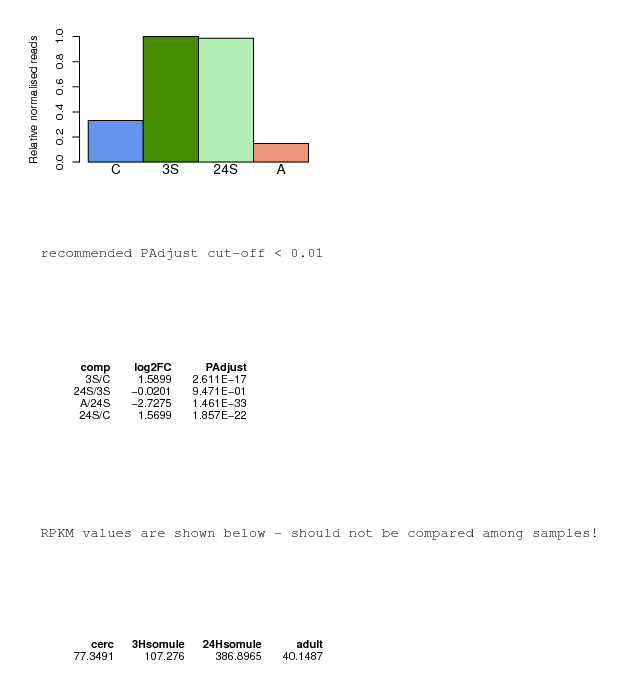 Relative normalised reads
1.0
0.8
0.6
0.4
0.2
0.0
C 3S 24S A
recommended PAdjust cut-off < 0.01
comp log2FC PAdjust
3S/C 1.5899 2.611E−17
24S/3S −0.0201 9.471E−01
A/24S −2.7275 1.461E−33
24S/C 1.5699 1.857E−22
RPKM values are shown below - should not be compared among samples!
cerc 3Hsomule 24Hsomule adult
77.3491 107.276 386.8965 40.1487